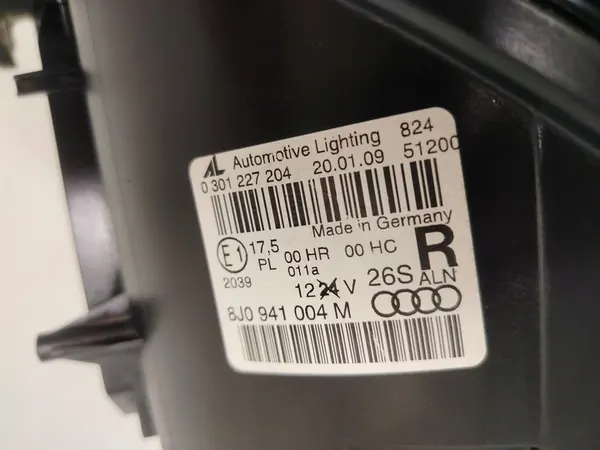 AL Automotive Lighting 824
0 301 227 204 20.01.09 51200
Made in Germany
E1 17,5 00 HR 00 HC R
PL 011a
2039 12 24 V 26S ALN
8J0 941 004 M